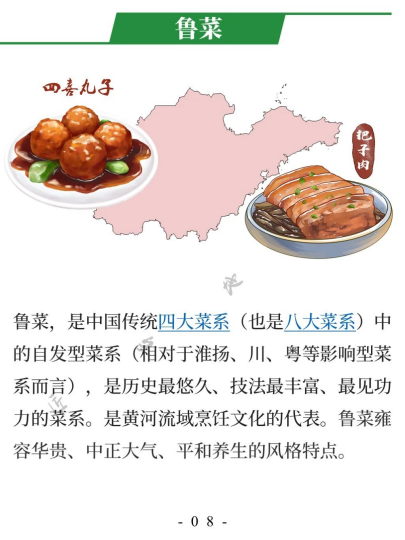 鲁菜
四喜丸子
把子肉
鲁菜，是中国传统四大菜系（也是八大菜系）中
的自发型菜系（相对于淮扬、川、粤等影响型菜
系而言），是历史最悠久、技法最丰富、最见功
力的菜系。是黄河流域烹饪文化的代表。鲁菜雍
容华贵、中正大气、平和养生的风格特点。
- 08 -